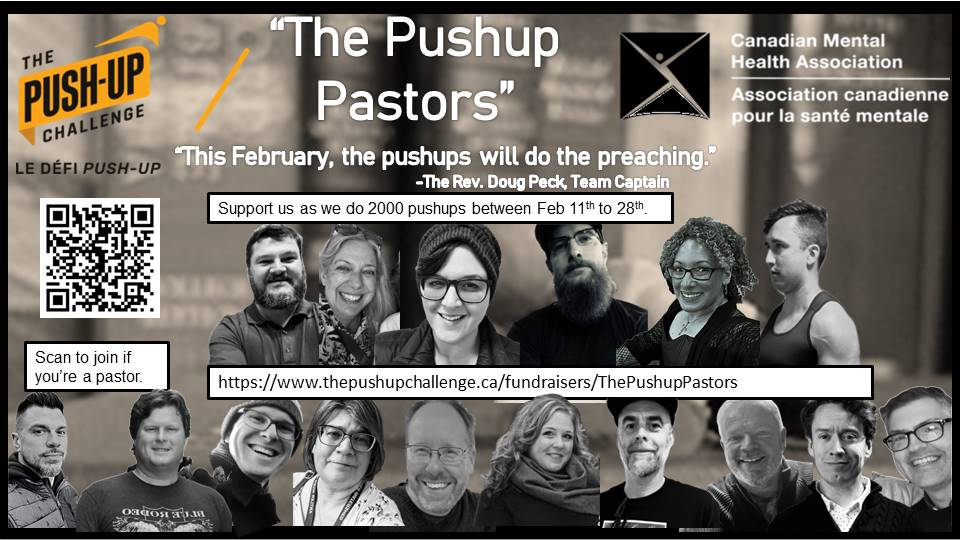 THE
PUSH-UP
CHALLENGE
LE DÉFI PUSH-UP
“The Pushup
Pastors”
Canadian Mental
Health Association
Association canadienne
pour la santé mentale
“This February, the pushups will do the preaching.”
-The Rev. Doug Peck, Team Captain
Support us as we do 2000 pushups between Feb 11th to 28th.
Scan to join if
you’re a pastor.
https://www.thepushupchallenge.ca/fundraisers/ThePushupPastors